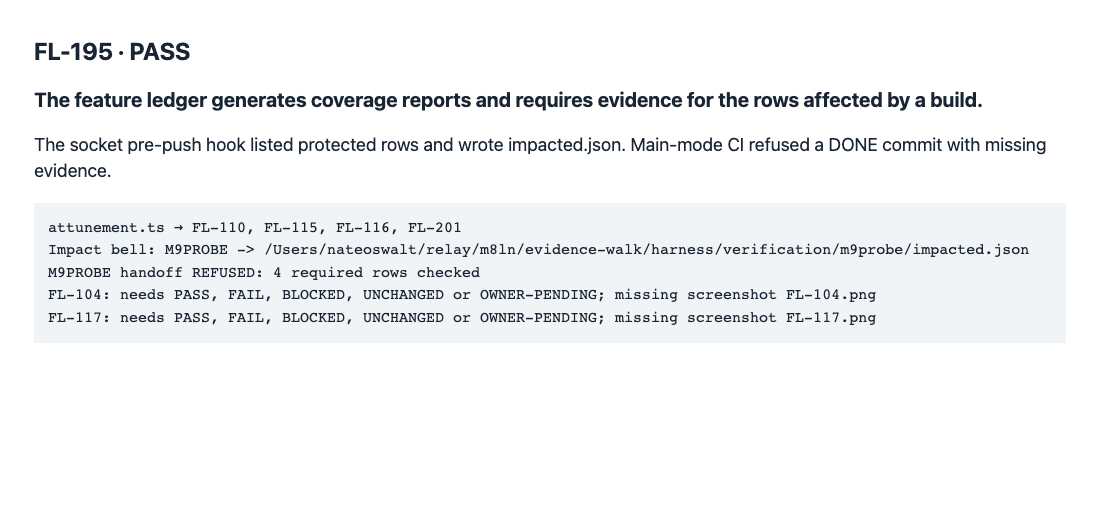 FL-195 · PASS
The feature ledger generates coverage reports and requires evidence for the rows affected by a build.
The socket pre-push hook listed protected rows and wrote impacted.json. Main-mode CI refused a DONE commit with missing
evidence.
attunement.ts → FL-110, FL-115, FL-116, FL-201
Impact bell: M9PROBE -> /Users/nateoswalt/relay/m8ln/evidence-walk/harness/verification/m9probe/impacted.json
M9PROBE handoff REFUSED: 4 required rows checked
FL-104: needs PASS, FAIL, BLOCKED, UNCHANGED or OWNER-PENDING; missing screenshot FL-104.png
FL-117: needs PASS, FAIL, BLOCKED, UNCHANGED or OWNER-PENDING; missing screenshot FL-117.png